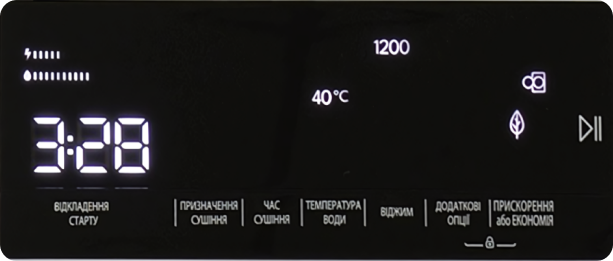 1200
40°C
3:28
ВІДКЛАДЕННЯ
СТАРТУ
ПРИЗНАЧЕННЯ
СУШІННЯ
ЧАС
СУШІННЯ
ТЕМПЕРАТУРА
ВОДИ
ВІДЖИМ
ДОДАТКОВІ
ОПЦІЇ
ПРИСКОРЕННЯ
або ЕКОНОМІЯ